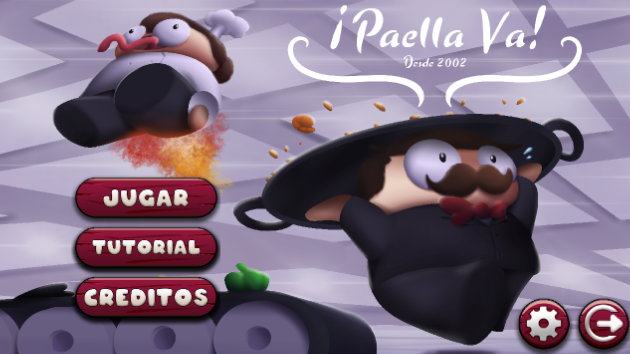 ¡Paella Va!
Desde 2002
JUGAR
TUTORIAL
CREDITOS